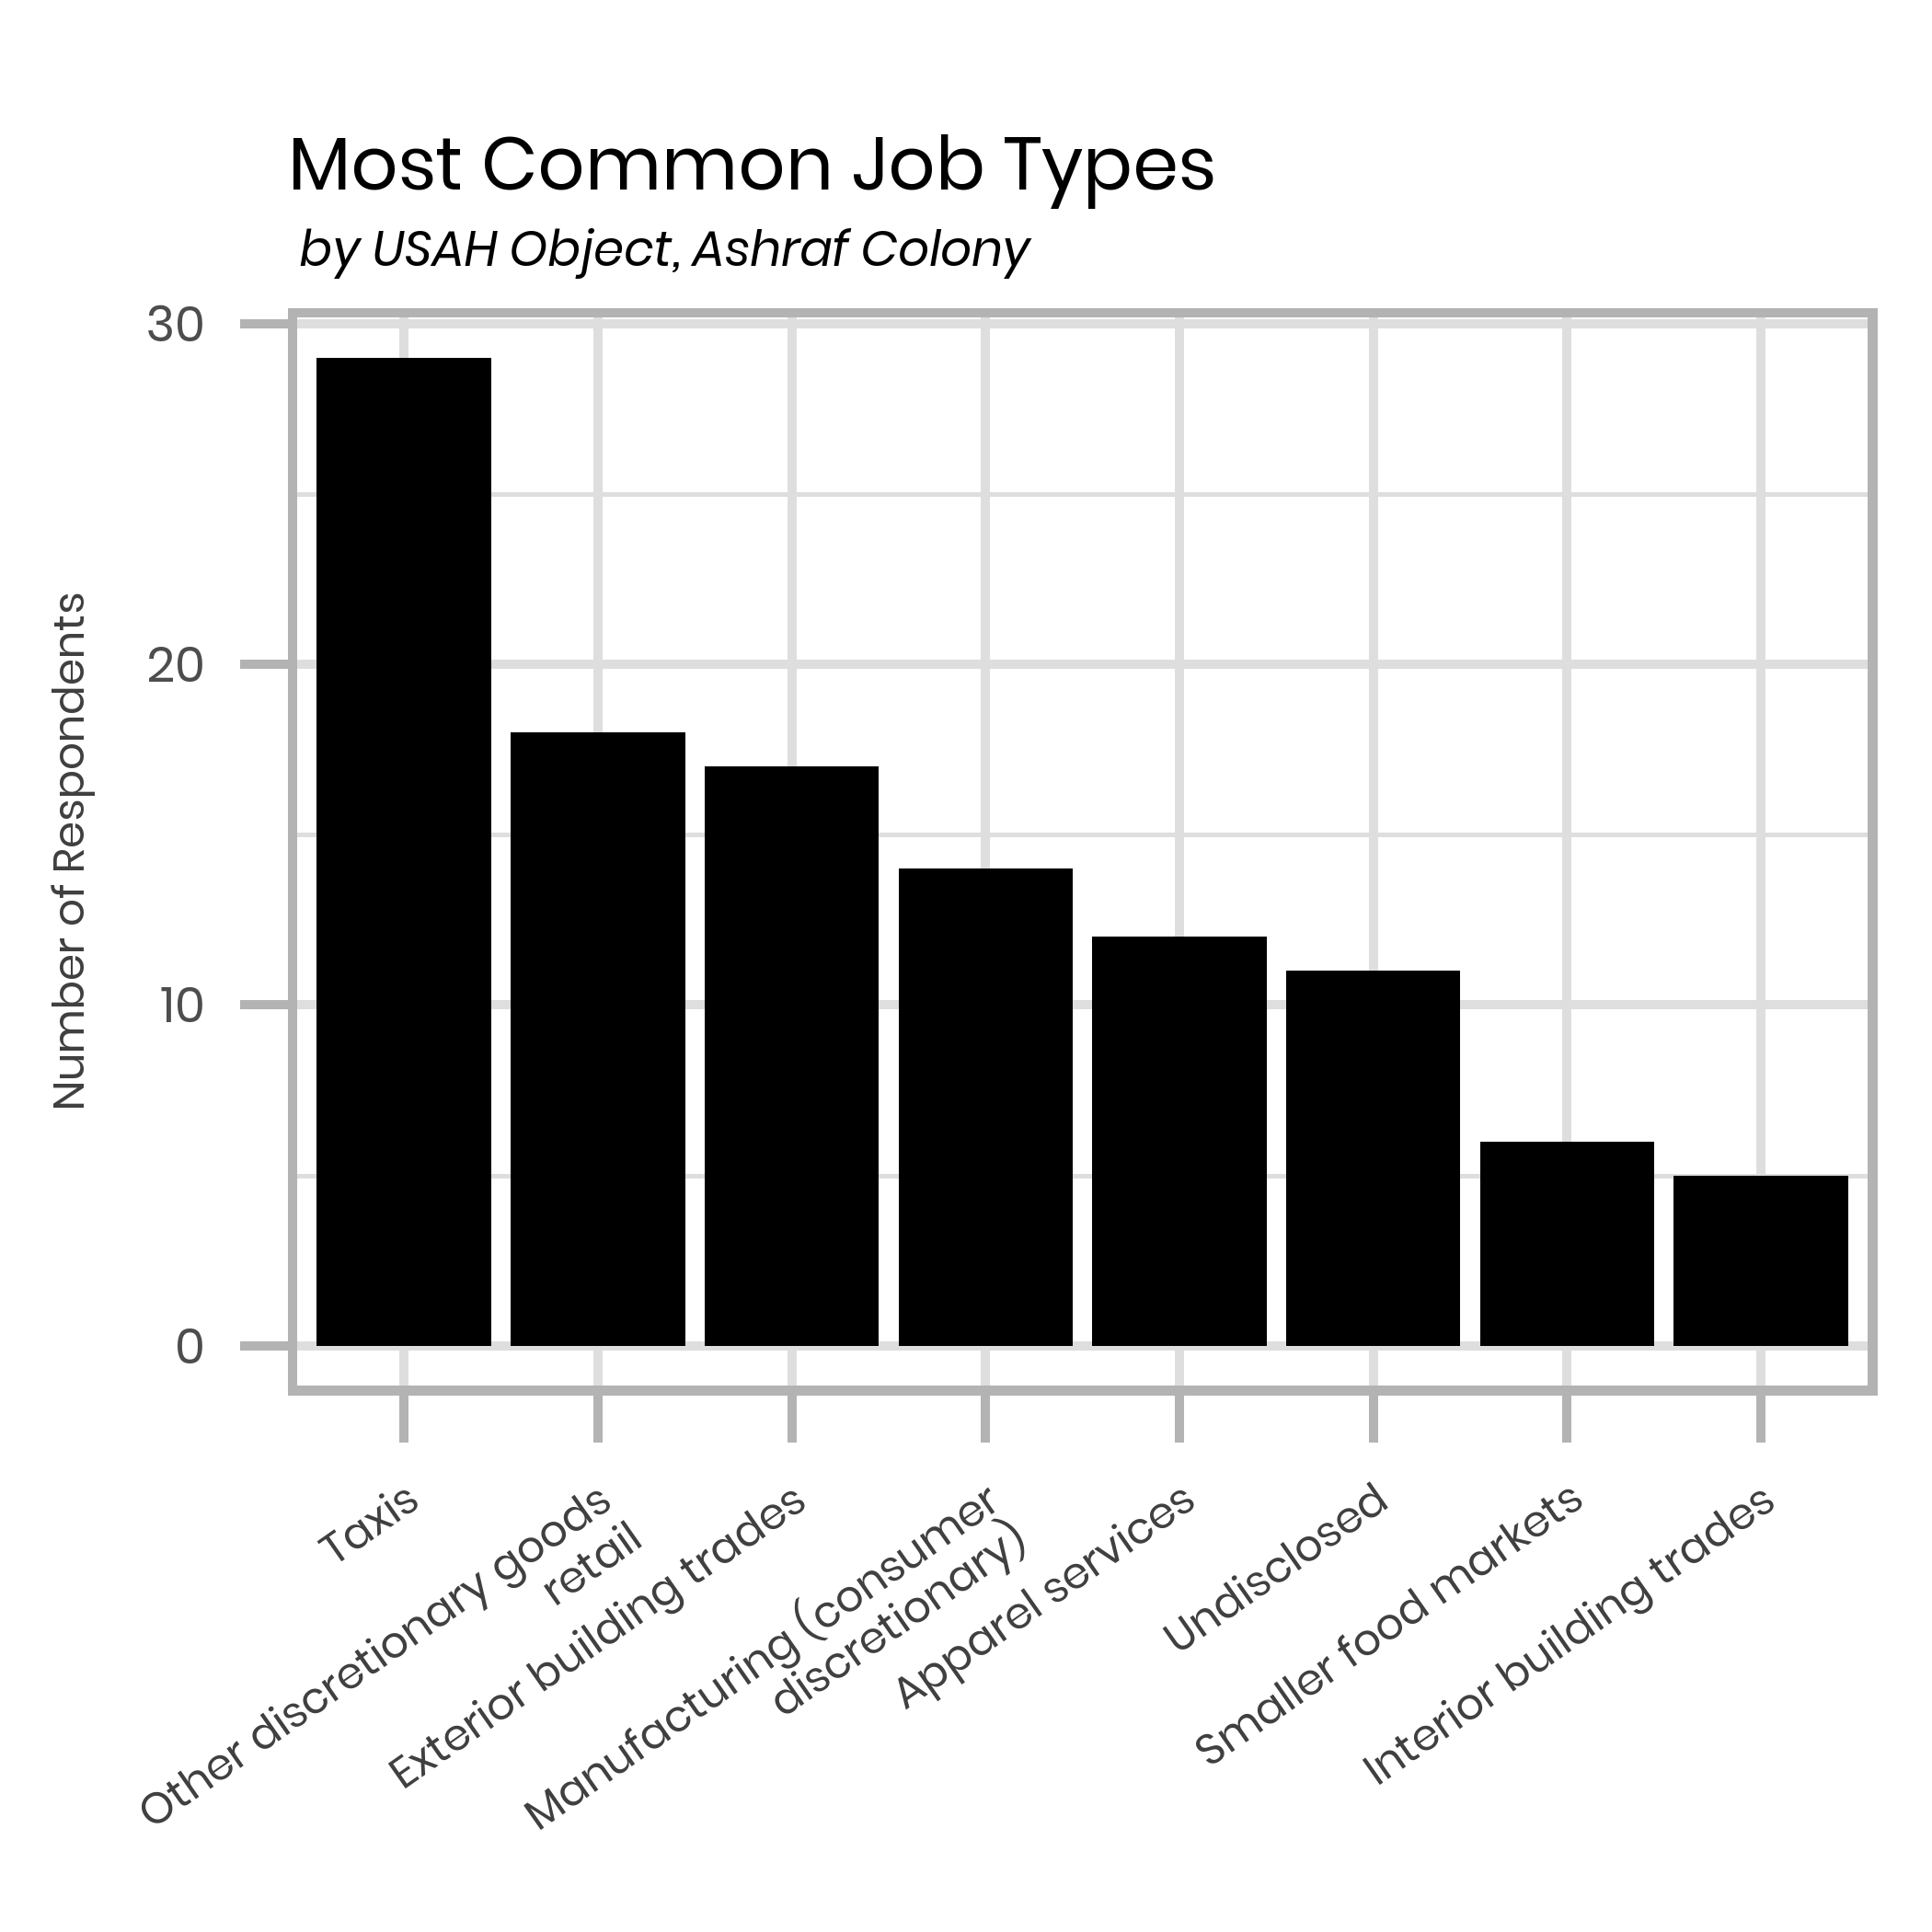 Most Common Job Types
by USAH Object, Ashraf Colony
Number of Respondents
30
20
10
0
Taxis
Other discretionary goods
retail
Exterior building trades
Manufacturing (consumer
discretionary)
Apparel services
Undisclosed
Smaller food markets
Interior building trades